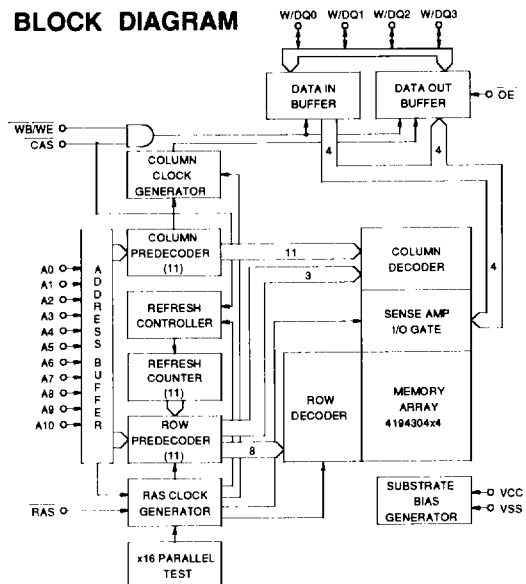 BLOCK DIAGRAM
W/DQ0 W/DQ1 W/DQ2 W/DQ3
DATA IN
BUFFER
DATA OUT
BUFFER
OE
WB/WE
CAS
4
4
COLUMN
CLOCK
GENERATOR
COLUMN
PREDECODER
(11)
11
3
COLUMN
DECODER
4
A0
A1
A2
A3
A4
A5
A6
A7
A8
A9
A10
ADDRESS BUFFER
REFRESH
CONTROLLER
SENSE AMP
I/O GATE
REFRESH
COUNTER
(11)
ROW
DECODER
MEMORY
ARRAY
4194304x4
ROW
PREDECODER
(11)
8
RAS
RAS CLOCK
GENERATOR
SUBSTRATE
BIAS
GENERATOR
VCC
VSS
x16 PARALLEL
TEST